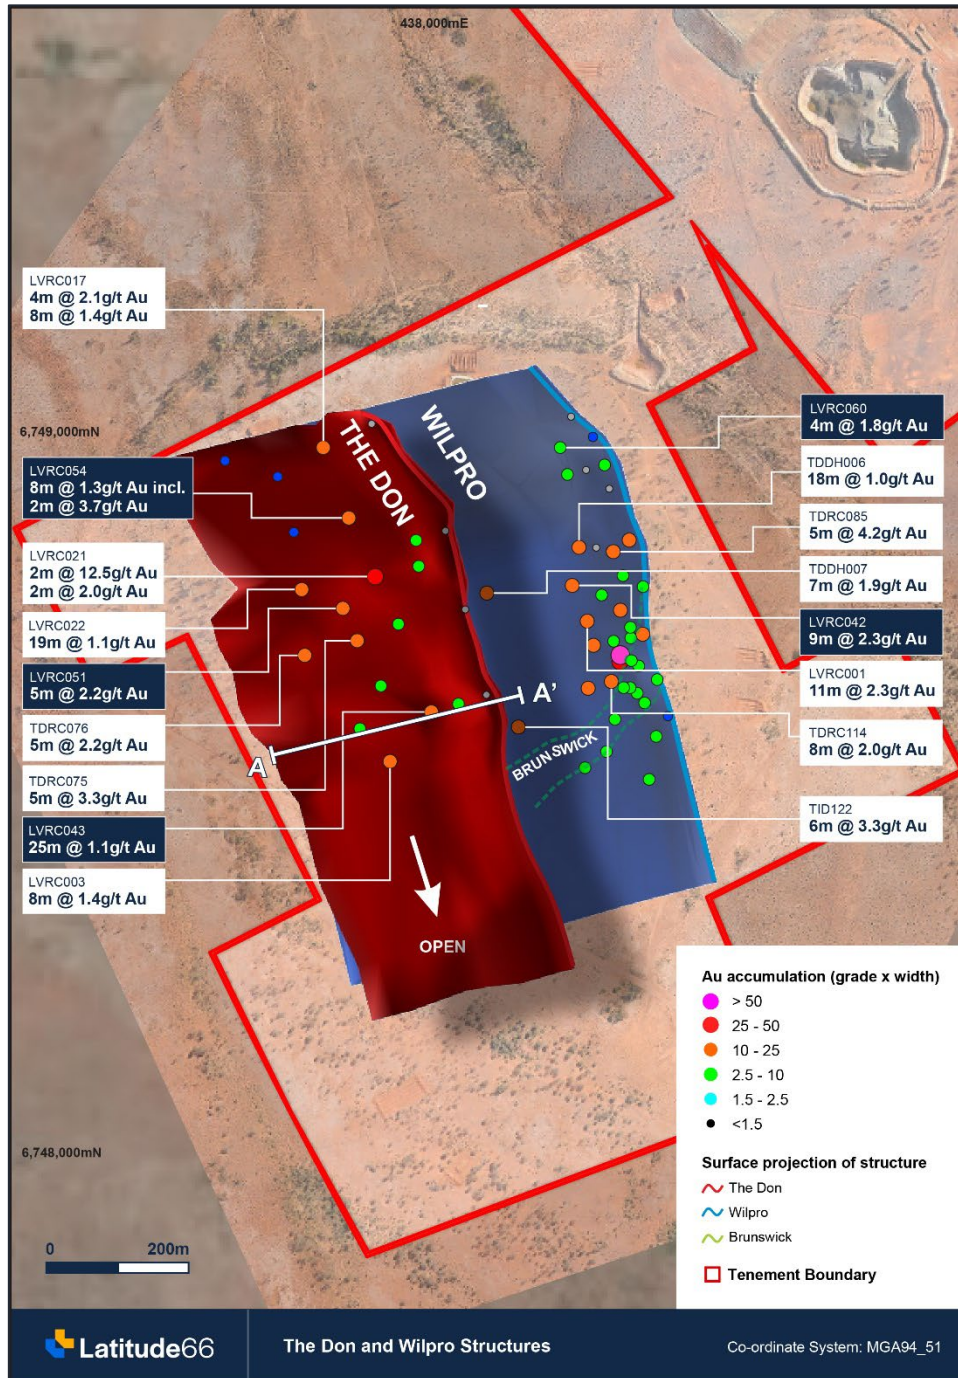 438,000mE
LVRC017
4m @ 2.1g/t Au
8m @ 1.4g/t Au
6,749,000mN
THE DON
WILPRO
LVRC054
8m @ 1.3g/t Au incl.
2m @ 3.7g/t Au
LVRC021
2m @ 12.5g/t Au
2m @ 2.0g/t Au
LVRC022
19m @ 1.1g/t Au
LVRC051
5m @ 2.2g/t Au
TDRC076
5m @ 2.2g/t Au
TDRC075
5m @ 3.3g/t Au
LVRC043
25m @ 1.1g/t Au
LVRC003
8m @ 1.4g/t Au
LVRC060
4m @ 1.8g/t Au
TDDH006
18m @ 1.0g/t Au
TDRC085
5m @ 4.2g/t Au
TDDH007
7m @ 1.9g/t Au
LVRC042
9m @ 2.3g/t Au
LVRC001
11m @ 2.3g/t Au
TDRC114
8m @ 2.0g/t Au
TID122
6m @ 3.3g/t Au
A
A'
BRUNSWICK
OPEN
6,748,000mN
0 200m
Au accumulation (grade x width)
> 50
25 - 50
10 - 25
2.5 - 10
1.5 - 2.5
<1.5
Surface projection of structure
The Don
Wilpro
Brunswick
Tenement Boundary
Latitude66
The Don and Wilpro Structures
Co-ordinate System: MGA94_51